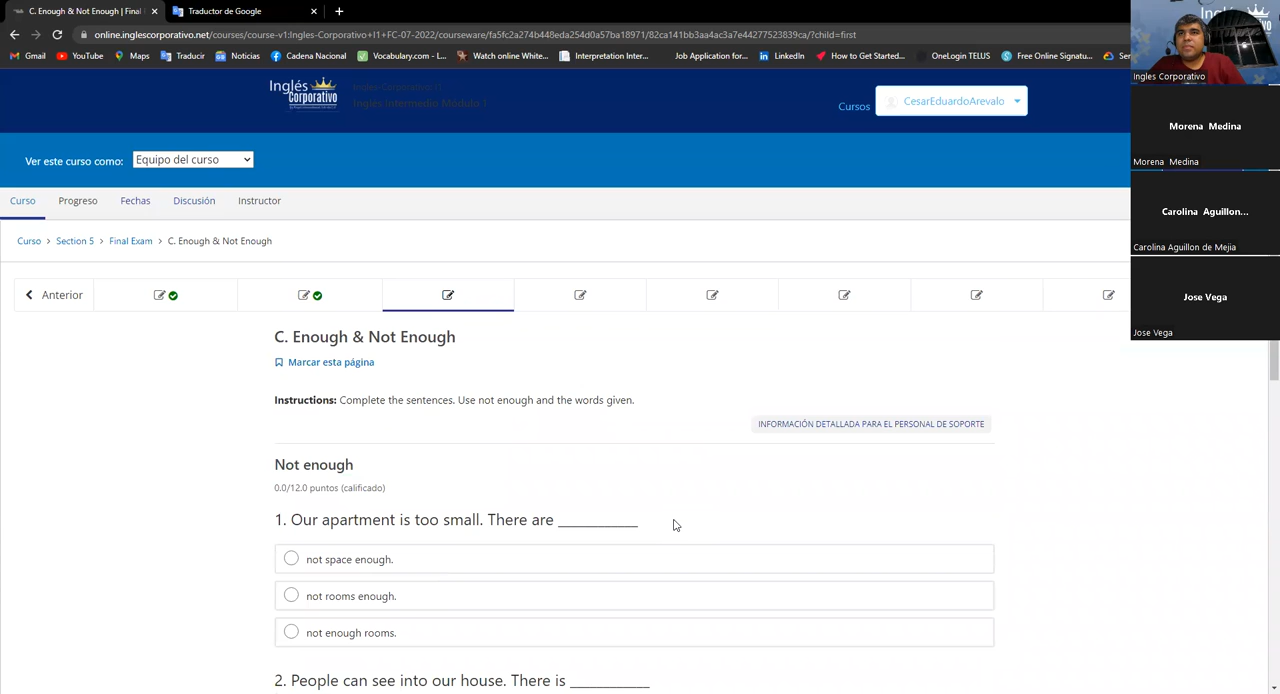 C. Enough & Not Enough | Final Ex
Traductor de Google
online.inglescorporativo.net/courses/course-v1:Ingles-Corporativo+I1+FC-07-2022/courseware/fa5fc2a274b448eda254d0a57ba18971/82ca141bb3aa4ac3a7e44277523839ca/?child=first
Gmail
YouTube
Maps
Traducir
Noticias
Cadena Nacional
Vocabulary.com - L...
Watch online White...
Interpretation Inter...
Job Application for...
LinkedIn
How to Get Started...
OneLogin TELUS
Free Online Signatu...
Inglés
Corporativo
Inglés Corporativo I1
Inglés Intermedio Módulo I
Cursos
CesarEduardoArevalo
Ver este curso como:
Equipo del curso
Curso
Progreso
Fechas
Discusión
Instructor
Curso > Section 5 > Final Exam > C. Enough & Not Enough
Anterior
C. Enough & Not Enough
Marcar esta página
Instructions: Complete the sentences. Use not enough and the words given.
INFORMACIÓN DETALLADA PARA EL PERSONAL DE SOPORTE
Not enough
0.0/12.0 puntos (calificado)
1. Our apartment is too small. There are ___________
not space enough.
not rooms enough.
not enough rooms.
2. People can see into our house. There is ___________
Ingles Corporativo
Morena Medina
Morena Medina
Carolina Aguillon...
Carolina Aguillon de Mejia
Jose Vega
Jose Vega